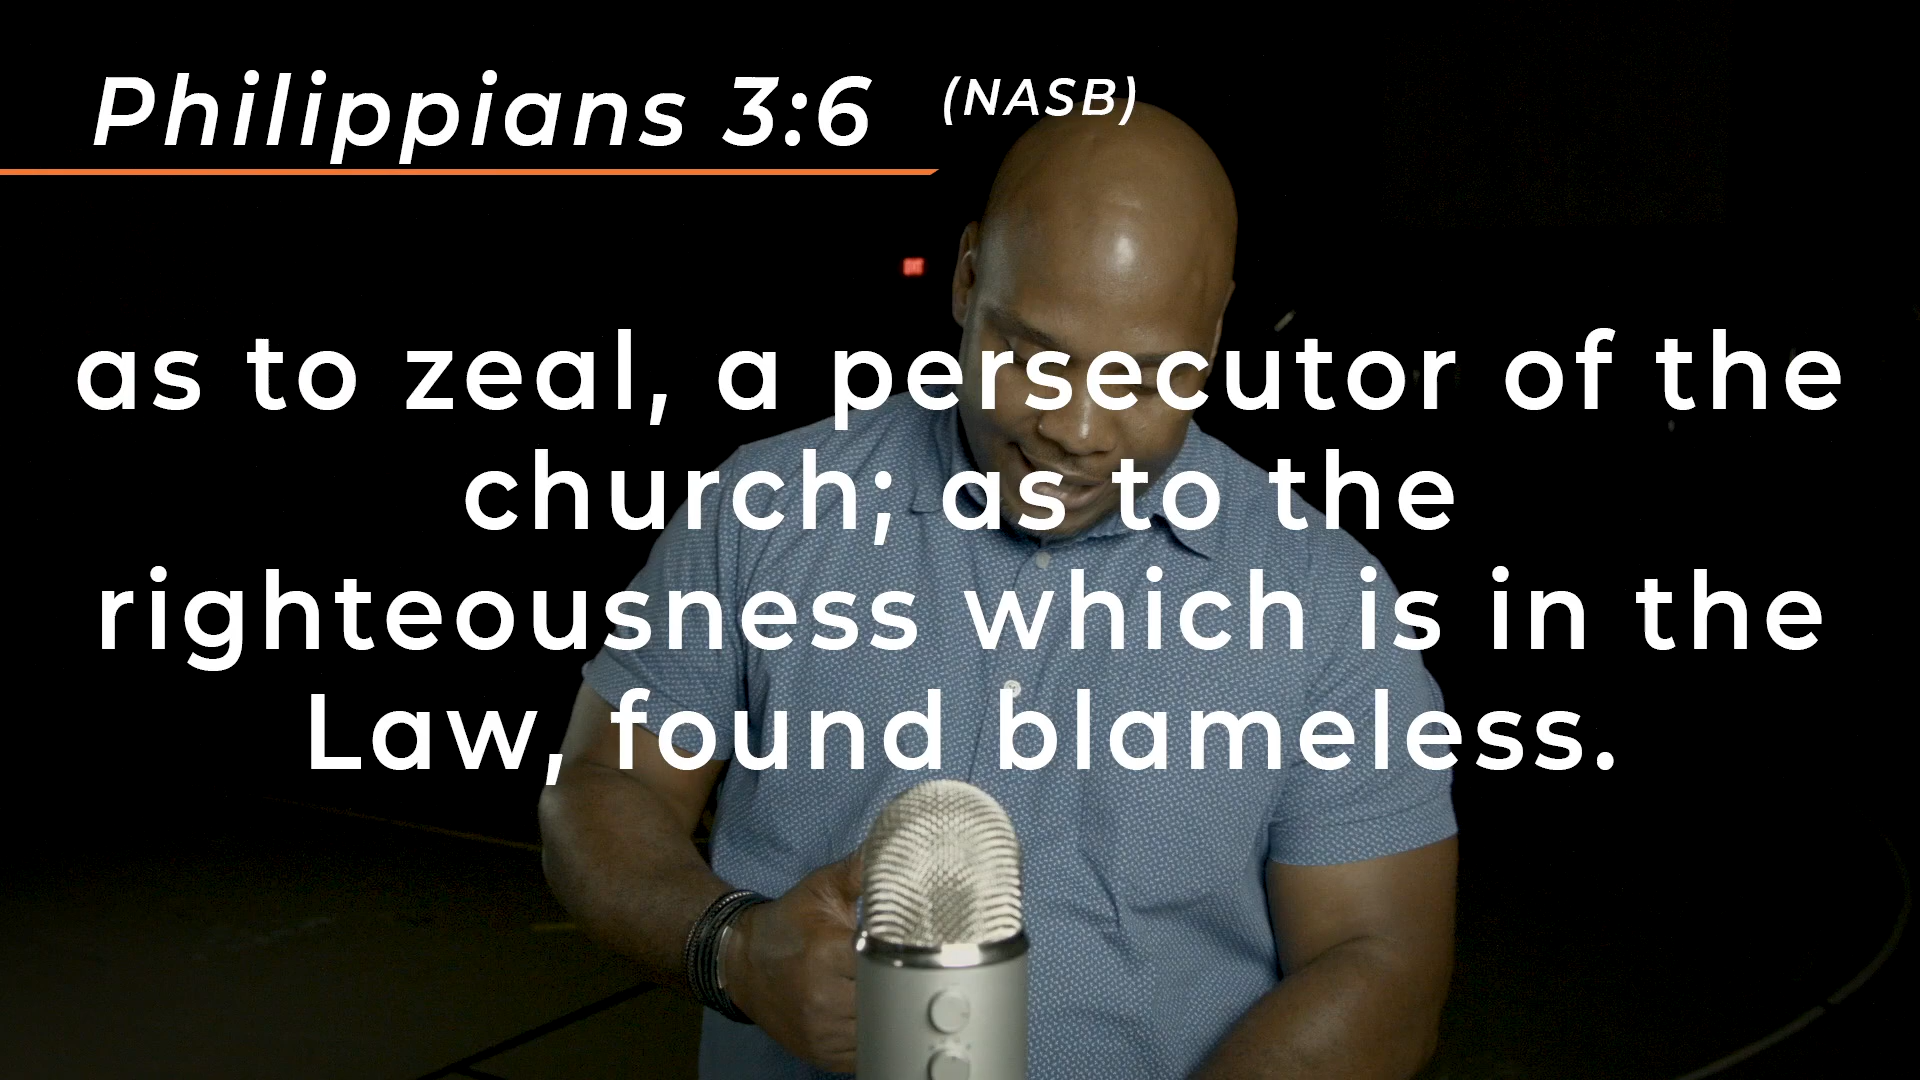 Philippians 3:6 (NASB)
as to zeal, a persecutor of the
church; as to the
righteousness which is in the
Law, found blameless.